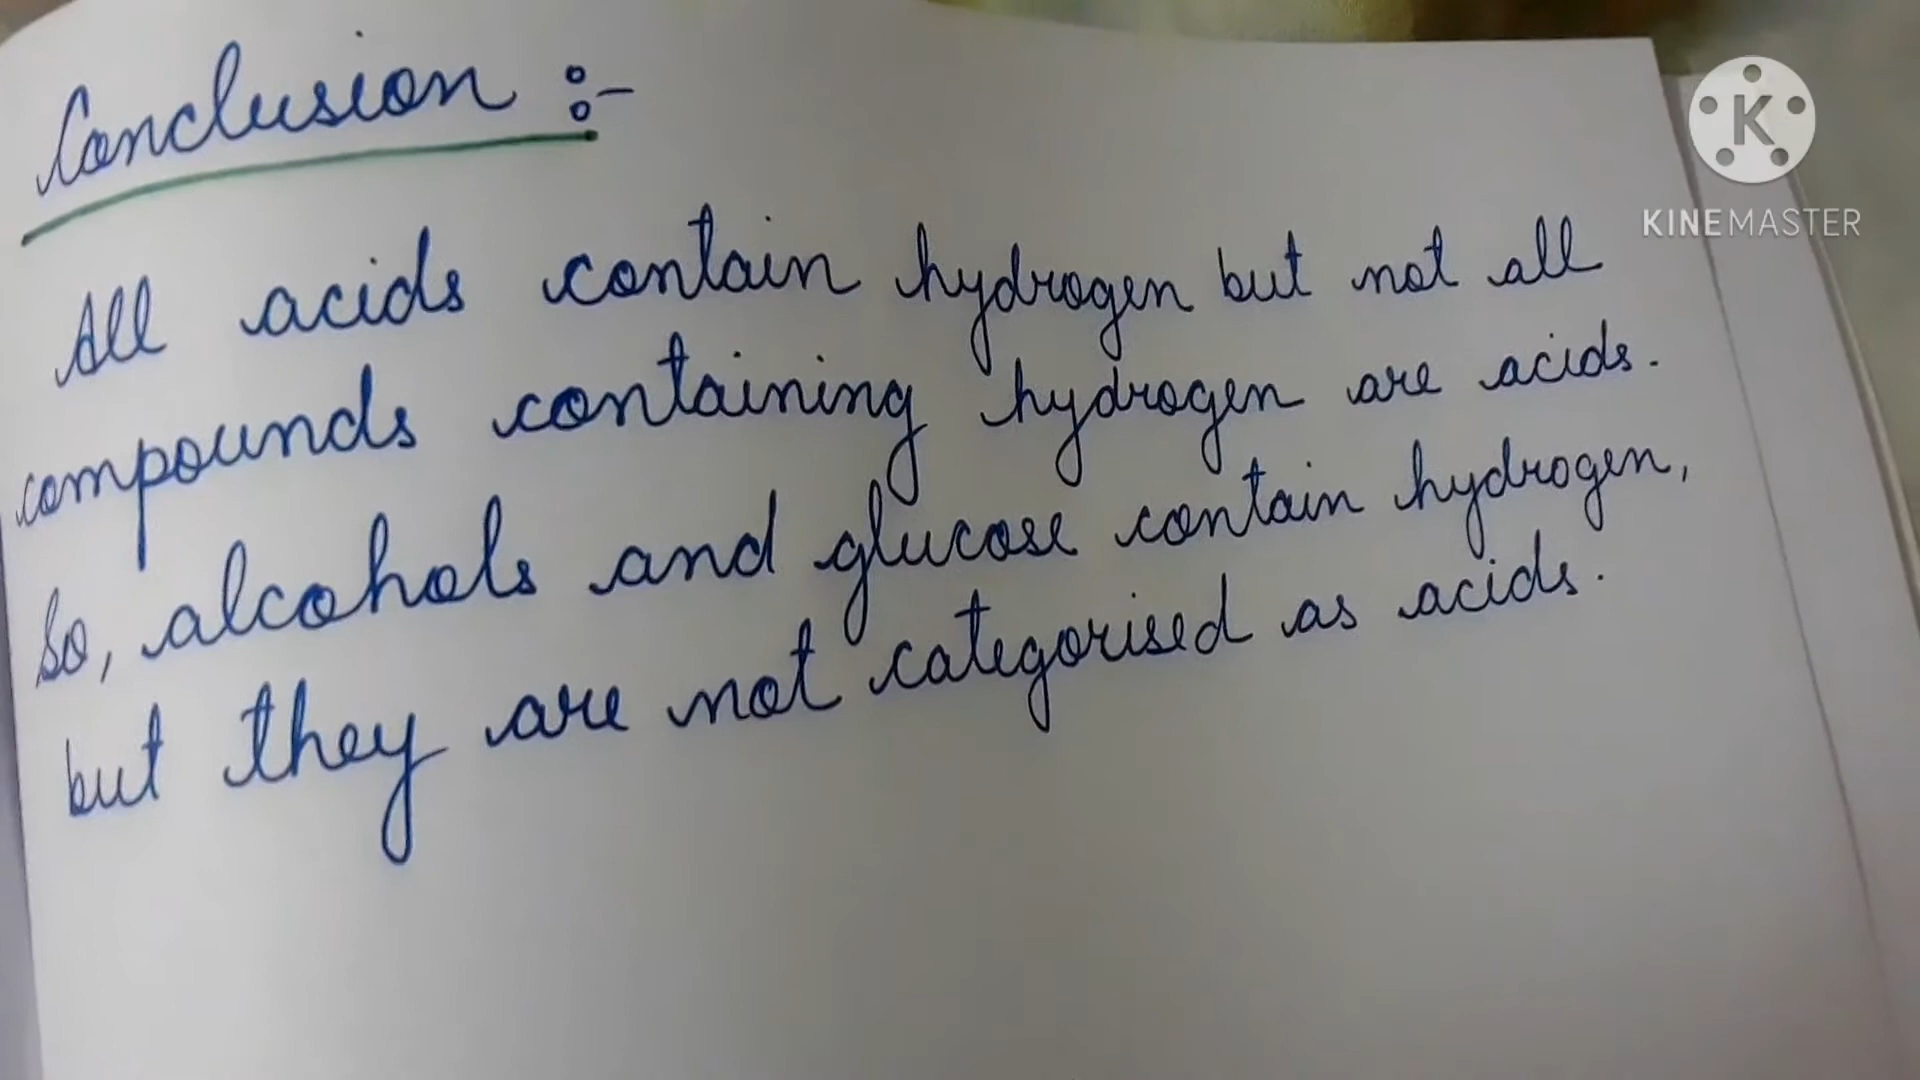 Conclusion :-
All acids contain hydrogen but not all
compounds containing hydrogen are acids.
So, alcohols and glucose contain hydrogen,
but they are not categorised as acids.
K
KINEMASTER